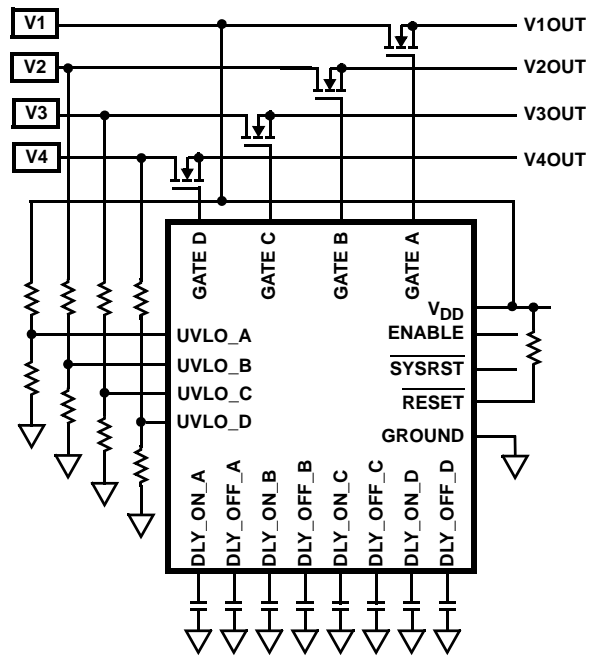 V1
V1OUT
V2
V2OUT
V3
V3OUT
V4
V4OUT
GATE D
GATE C
GATE B
GATE A
VDD
UVLO_A
ENABLE
UVLO_B
SYSRST
UVLO_C
RESET
UVLO_D
GROUND
DLY_ON_A
DLY_OFF_A
DLY_ON_B
DLY_OFF_B
DLY_ON_C
DLY_OFF_C
DLY_ON_D
DLY_OFF_D